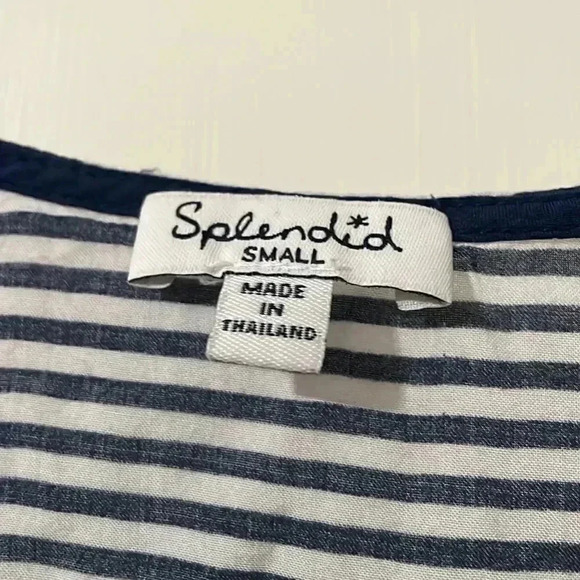 Splendid
SMALL
MADE
IN
THAILAND